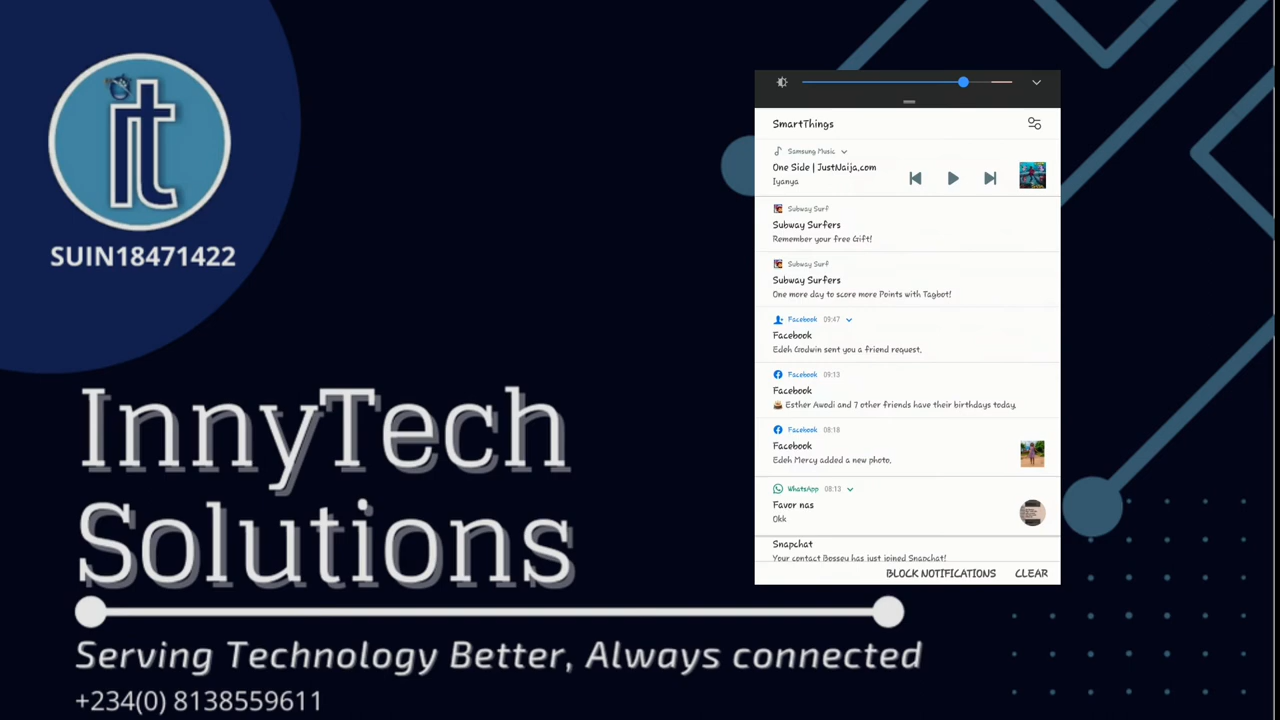 it
SUIN18471422
InnyTech
Solutions
Serving Technology Better, Always connected
+234(0) 8138559611
SmartThings
Samsung Music
One Side | JustNaija.com
Iyanya
Subway Surf
Subway Surfers
Remember your free Gift!
Subway Surf
Subway Surfers
One more day to score more Points with Tagbot!
Facebook 09:47
Facebook
Edeh Godwin sent you a friend request.
Facebook 09:13
Facebook
🎂 Esther Awodi and 7 other friends have their birthdays today.
Facebook 08:18
Facebook
Edeh Mercy added a new photo.
WhatsApp 08:13
Favor nas
Okk
Snapchat
Your contact Bosseu has just joined Snapchat!
BLOCK NOTIFICATIONS CLEAR